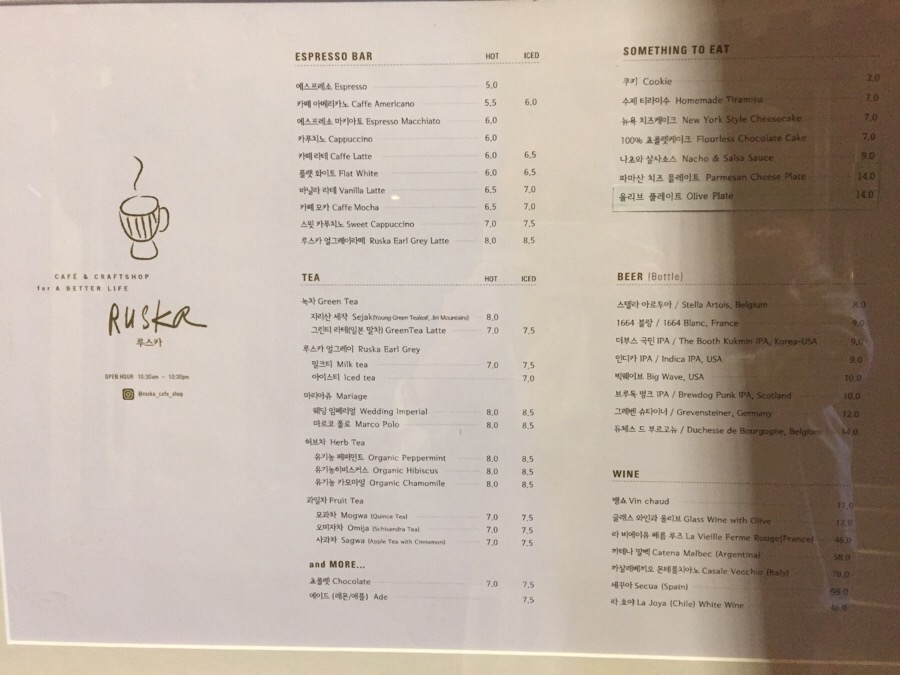 CAFÉ & CRAFTSHOP
for A BETTER LIFE
RUSKA
루스카
OPEN HOUR 10:30am - 10:30pm
@ruska_cafe_shop
ESPRESSO BAR HOT ICED
에스프레소 Espresso 5,0
카페 아메리카노 Caffe Americano 5,5 6,0
에스프레소 마키아토 Espresso Macchiato 6,0
카푸치노 Cappuccino 6,0
카페 라테 Caffe Latte 6,0 6,5
플랫 화이트 Flat White 6,0 6,5
바닐라 라테 Vanilla Latte 6,5 7,0
카페 모카 Caffe Mocha 6,5 7,0
스윗 카푸치노 Sweet Cappuccino 7,0 7,5
루스카 얼그레이라떼 Ruska Earl Grey Latte 8,0 8,5
TEA HOT ICED
녹차 Green Tea
지리산 세작 Sejak(Young Green Tealeaf, Jiri Mountains) 8,0
그린티 라테(일본 말차) GreenTea Latte 7,0 7,5
루스카 얼그레이 Ruska Earl Grey
밀크티 Milk tea 7,0 7,5
아이스티 Iced tea 7,0
마리아쥬 Mariage
웨딩 임페리얼 Wedding Imperial 8,0 8,5
마르코 폴로 Marco Polo 8,0 8,5
허브차 Herb Tea
유기농 페퍼민트 Organic Peppermint 8,0 8,5
유기농히비스커스 Organic Hibiscus 8,0 8,5
유기농 카모마일 Organic Chamomile 8,0 8,5
과일차 Fruit Tea
모과차 Mogwa (Quince Tea) 7,0 7,5
오미자차 Omija (Schisandra Tea) 7,0 7,5
사과차 Sagwa (Apple Tea with Cinnamon) 7,0 7,5
and MORE...
쵸콜렛 Chocolate 7,0 7,5
에이드 (레몬/애플) Ade 7,5
SOMETHING TO EAT
쿠키 Cookie 2,0
수제 티라미수 Homemade Tiramisu 7,0
뉴욕 치즈케이크 New York Style Cheesecake 7,0
100% 쵸콜렛케이크 Flourless Chocolate Cake 7,0
나쵸와 살사소스 Nacho & Salsa Sauce 9,0
파마산 치즈 플레이트 Parmesan Cheese Plate 14,0
올리브 플레이트 Olive Plate 14,0
BEER (Bottle)
스텔라 아르투아 / Stella Artois, Belgium 8,0
1664 블랑 / 1664 Blanc, France 9,0
더부스 국민 IPA / The Booth Kukmin IPA, Korea-USA 9,0
인디카 IPA / Indica IPA, USA 9,0
빅웨이브 Big Wave, USA 10,0
브루독 펑크 IPA / Brewdog Punk IPA, Scotland 10,0
그레벤 슈타이너 / Grevensteiner, Germany 12,0
듀체스 드 부르고뉴 / Duchesse de Bourgogne, Belgium 14,0
WINE
뱅쇼 Vin chaud 11,0
글래스 와인과 올리브 Glass Wine with Olive 12,0
라 비에이유 페름 루즈 La Vieille Ferme Rouge(France) 46,0
까테나 말벡 Catena Malbec (Argentina) 58,0
카살레베키오 몬테풀치아노 Casale Vecchio (Italy) 78,0
세꾸아 Secua (Spain) 98,0
라 호야 La Joya (Chile) White Wine 46,0